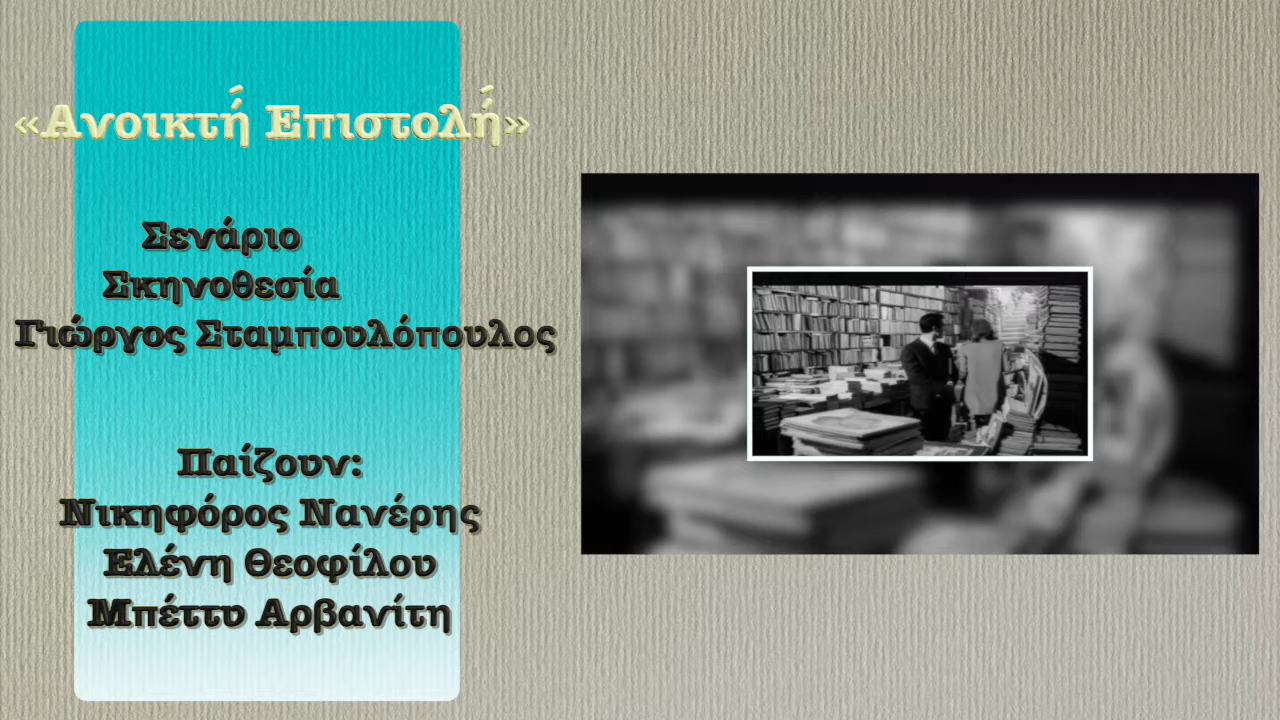 «Ανοικτή Επιστολή»
Σενάριο
Σκηνοθεσία
Γιώργος Σταμπουλόπουλος
Παίζουν:
Νικηφόρος Νανέρης
Ελένη Θεοφίλου
Μπέττυ Αρβανίτη